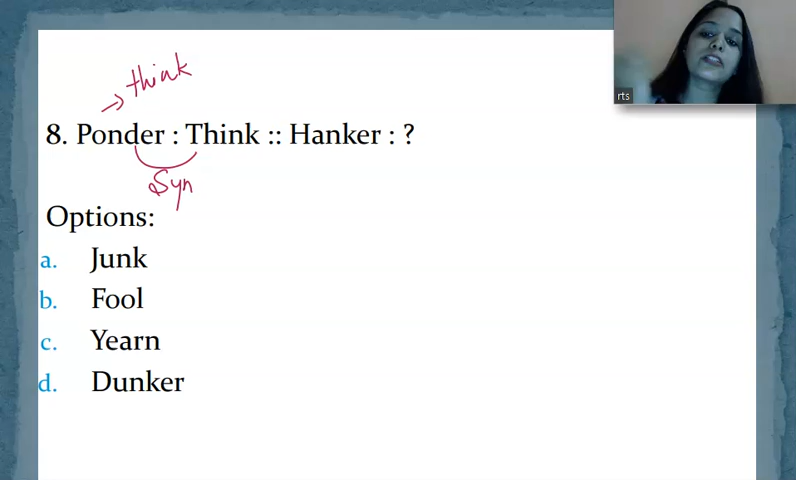 rts
→ think
8. Ponder : Think :: Hanker : ?
Syn
Options:
a. Junk
b. Fool
c. Yearn
d. Dunker